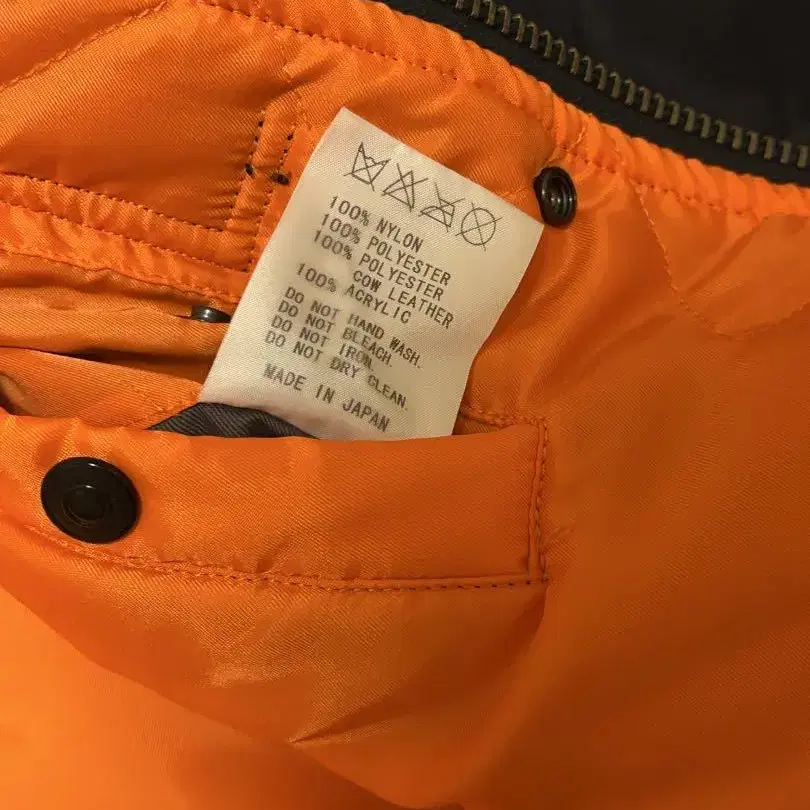 100% NYLON
100% POLYESTER
100% POLYESTER
COW LEATHER
100% ACRYLIC
DO NOT HAND WASH.
DO NOT BLEACH.
DO NOT IRON.
DO NOT DRY CLEAN.
MADE IN JAPAN